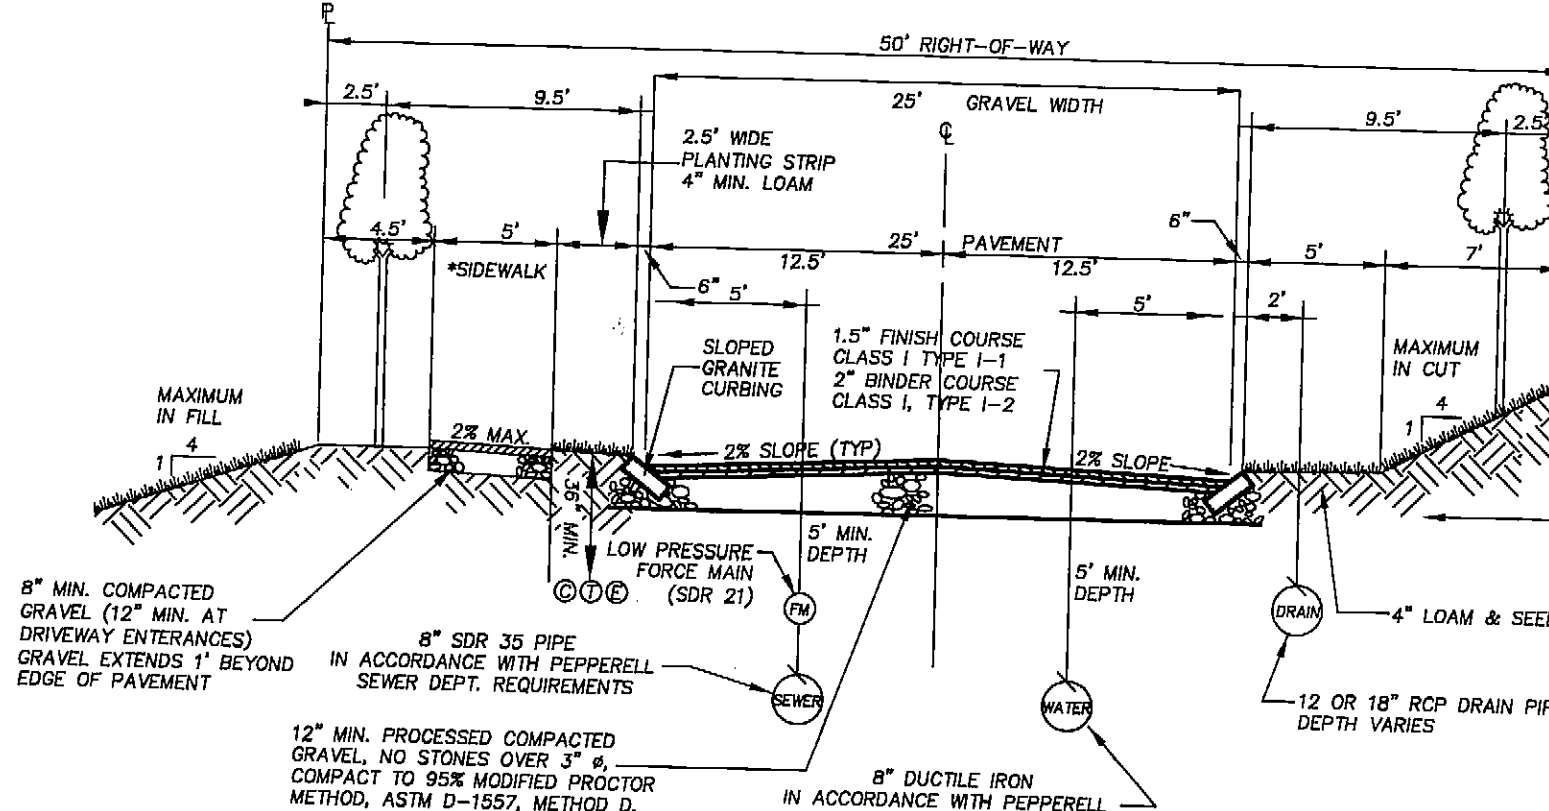 PL
50' RIGHT-OF-WAY
2.5'
9.5'
25' GRAVEL WIDTH
9.5'
2.5'
CL
2.5' WIDE
PLANTING STRIP
4" MIN. LOAM
4.5'
5'
*SIDEWALK
25' PAVEMENT
12.5'
12.5'
6"
6"
5'
7'
5'
5'
2'
SLOPED
GRANITE
CURBING
1.5" FINISH COURSE
CLASS I TYPE I-1
2" BINDER COURSE
CLASS I, TYPE I-2
MAXIMUM
IN CUT
4
1
MAXIMUM
IN FILL
4
1
2% MAX.
2% SLOPE (TYP)
2% SLOPE
36" MIN.
C T E
LOW PRESSURE
FORCE MAIN
(SDR 21)
5' MIN.
DEPTH
FM
5' MIN.
DEPTH
DRAIN
4" LOAM & SEE
8" MIN. COMPACTED
GRAVEL (12" MIN. AT
DRIVEWAY ENTERANCES)
GRAVEL EXTENDS 1' BEYOND
EDGE OF PAVEMENT
8" SDR 35 PIPE
IN ACCORDANCE WITH PEPPERELL
SEWER DEPT. REQUIREMENTS
SEWER
WATER
12 OR 18" RCP DRAIN PIP
DEPTH VARIES
12" MIN. PROCESSED COMPACTED
GRAVEL, NO STONES OVER 3" ø,
COMPACT TO 95% MODIFIED PROCTOR
METHOD, ASTM D-1557, METHOD D.
8" DUCTILE IRON
IN ACCORDANCE WITH PEPPERELL